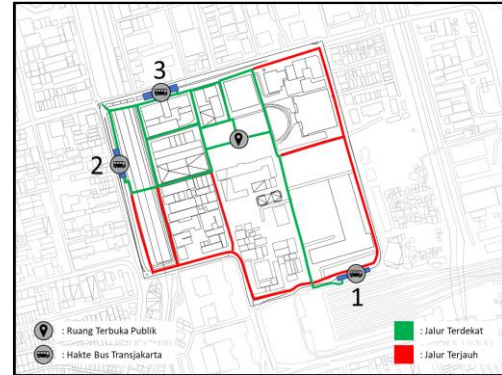 3
2
1
: Ruang Terbuka Publik
: Hakte Bus Transjakarta
: Jalur Terdekat
: Jalur Terjauh